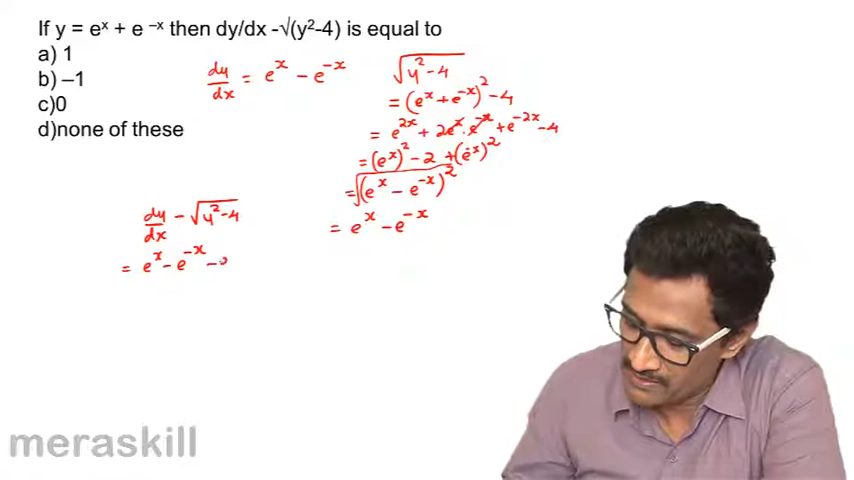 If y = eˣ + e ⁻ˣ then dy/dx -√(y²-4) is equal to
a) 1
b) –1
c)0
d)none of these
dy/dx = eˣ - e⁻ˣ
√(y² - 4)
= (eˣ + e⁻ˣ)² - 4
= e²ˣ + 2eˣ · e⁻ˣ + e⁻²ˣ - 4
= (eˣ)² - 2 + (e⁻ˣ)²
= √(eˣ - e⁻ˣ)²
= eˣ - e⁻ˣ
dy/dx - √(y² - 4)
= eˣ - e⁻ˣ -
meraskill